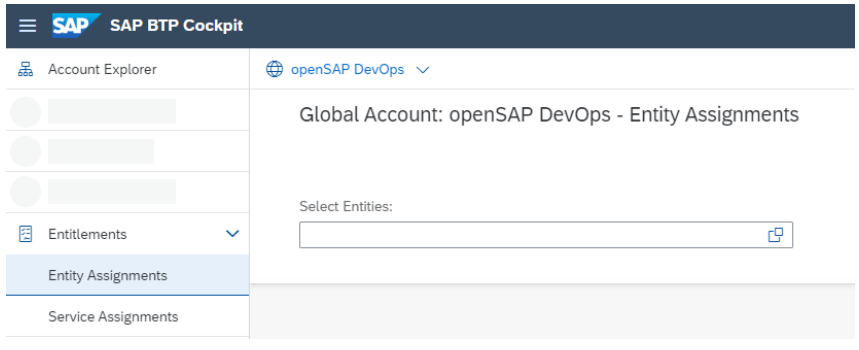 SAP SAP BTP Cockpit
Account Explorer
openSAP DevOps
Global Account: openSAP DevOps - Entity Assignments
Select Entities:
Entitlements
Entity Assignments
Service Assignments